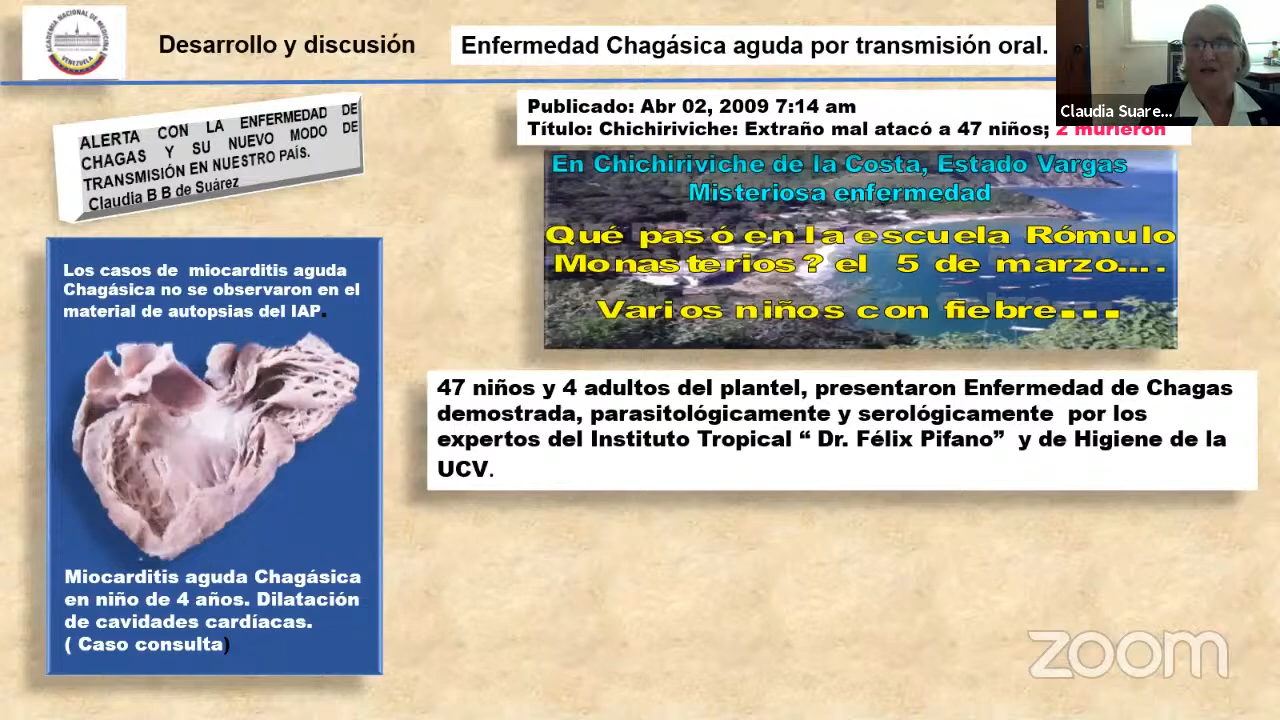 ACADEMIA NACIONAL DE MEDICINA
VENEZUELA
Desarrollo y discusión
Enfermedad Chagásica aguda por transmisión oral.
Claudia Suare...
ALERTA CON LA ENFERMEDAD DE
CHAGAS Y SU NUEVO MODO DE
TRANSMISIÓN EN NUESTRO PAÍS.
Claudia B B de Suárez
Publicado: Abr 02, 2009 7:14 am
Título: Chichiriviche: Extraño mal atacó a 47 niños; 2 murieron
En Chichiriviche de la Costa, Estado Vargas
Misteriosa enfermedad
Qué pasó en la escuela Rómulo
Monasterios? el 5 de marzo....
Varios niños con fiebre...
Los casos de miocarditis aguda
Chagásica no se observaron en el
material de autopsias del IAP.
Miocarditis aguda Chagásica
en niño de 4 años. Dilatación
de cavidades cardíacas.
( Caso consulta)
47 niños y 4 adultos del plantel, presentaron Enfermedad de Chagas
demostrada, parasitológicamente y serológicamente por los
expertos del Instituto Tropical “ Dr. Félix Pifano” y de Higiene de la
UCV.
zoom